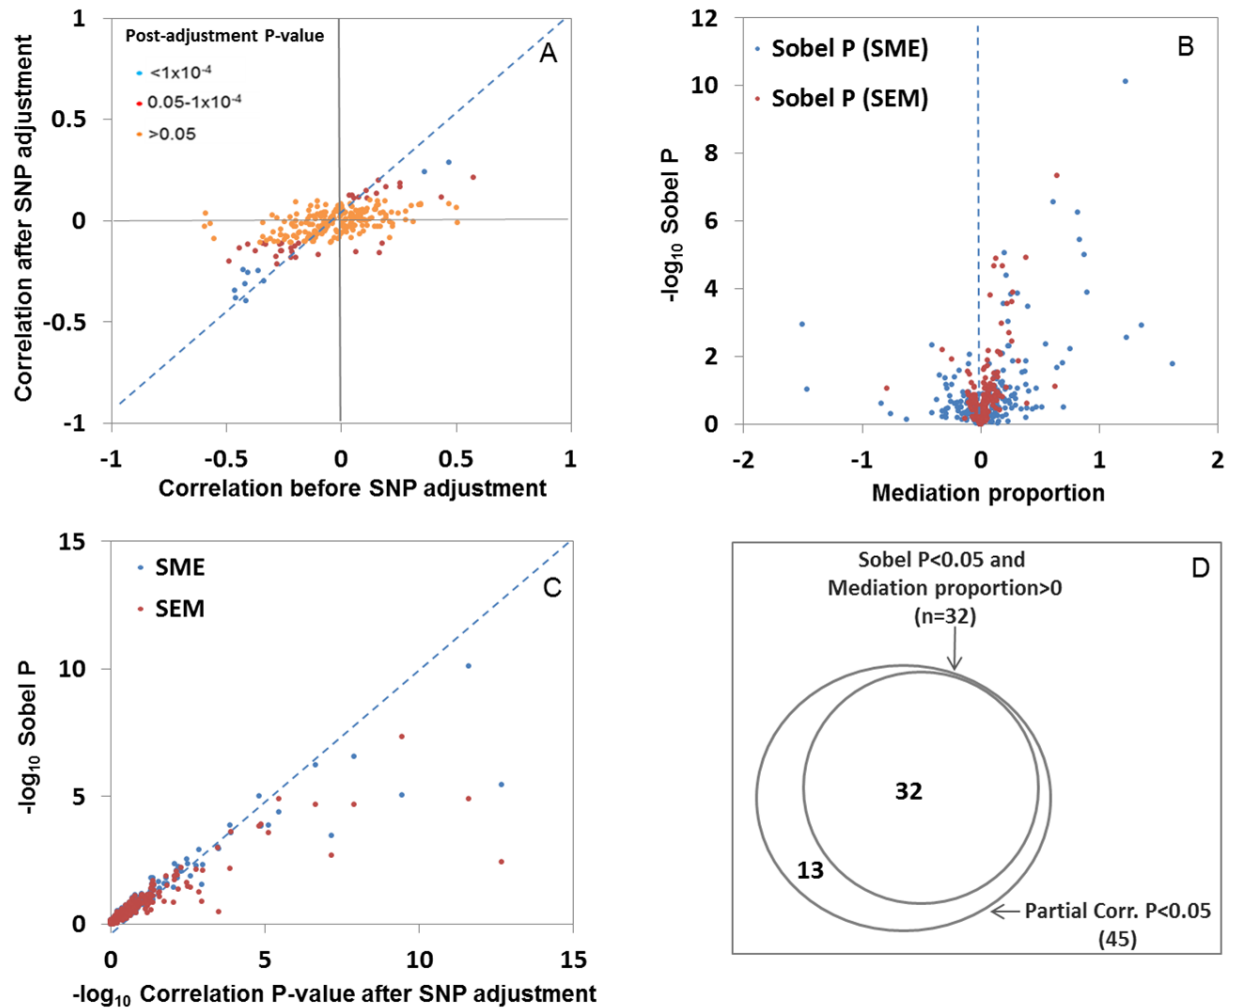 A
Post-adjustment P-value
<1x10-4
0.05-1x10-4
>0.05
1
0.5
0
-0.5
-1
-1 -0.5 0 0.5 1
Correlation after SNP adjustment
Correlation before SNP adjustment
B
Sobel P (SME)
Sobel P (SEM)
12
10
8
6
4
2
0
-2 -1 0 1 2
-log10 Sobel P
Mediation proportion
C
SME
SEM
15
10
5
0
0 5 10 15
-log10 Sobel P
-log10 Correlation P-value after SNP adjustment
D
Sobel P<0.05 and
Mediation proportion>0
(n=32)
32
13
Partial Corr. P<0.05
(45)